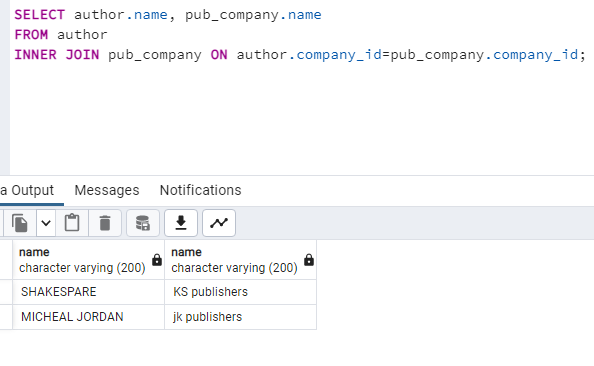 SELECT author.name, pub_company.name
FROM author
INNER JOIN pub_company ON author.company_id=pub_company.company_id;
a Output Messages Notifications
name name
character varying (200) character varying (200)
SHAKESPARE KS publishers
MICHEAL JORDAN jk publishers